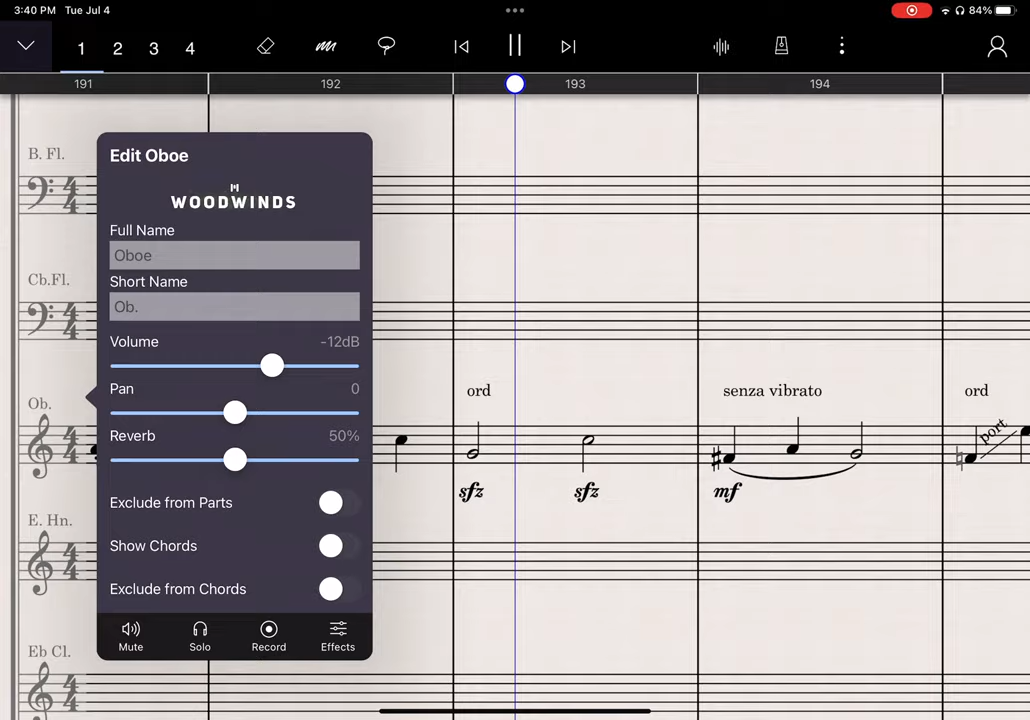 3:40 PM Tue Jul 4
84%
1 2 3 4
191 192 193 194
B. Fl.
Edit Oboe
WOODWINDS
Full Name
Oboe
Cb.Fl.
Short Name
Ob.
Volume -12dB
Pan 0
Ob.
ord
senza vibrato
ord
Reverb 50%
port
sfz
sfz
mf
Exclude from Parts
E. Hn.
Show Chords
Exclude from Chords
Mute Solo Record Effects
Eb Cl.